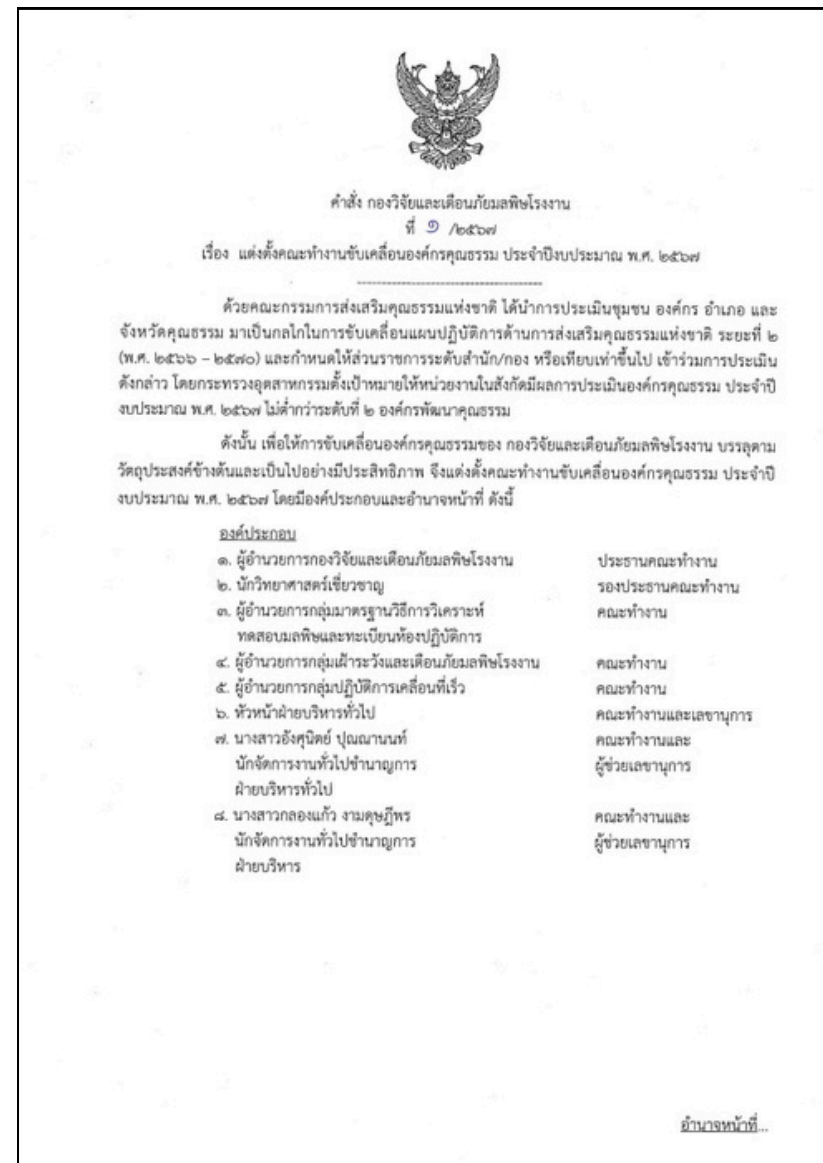 คำสั่ง กองวิจัยและเตือนภัยมลพิษโรงงาน
ที่ ๑ /๒๕๖๗
เรื่อง แต่งตั้งคณะทำงานขับเคลื่อนองค์กรคุณธรรม ประจำปีงบประมาณ พ.ศ. ๒๕๖๗
ด้วยคณะกรรมการส่งเสริมคุณธรรมแห่งชาติ ได้นำการประเมินชุมชน องค์กร อำเภอ และ
จังหวัดคุณธรรม มาเป็นกลไกในการขับเคลื่อนแผนปฏิบัติการด้านการส่งเสริมคุณธรรมแห่งชาติ ระยะที่ ๒
(พ.ศ. ๒๕๖๖ – ๒๕๗๐) และกำหนดให้ส่วนราชการระดับสำนัก/กอง หรือเทียบเท่าขึ้นไป เข้าร่วมการประเมิน
ดังกล่าว โดยกระทรวงอุตสาหกรรมตั้งเป้าหมายให้หน่วยงานในสังกัดมีผลการประเมินองค์กรคุณธรรม ประจำปี
งบประมาณ พ.ศ. ๒๕๖๗ ไม่ต่ำกว่าระดับที่ ๒ องค์กรพัฒนาคุณธรรม
ดังนั้น เพื่อให้การขับเคลื่อนองค์กรคุณธรรมของ กองวิจัยและเตือนภัยมลพิษโรงงาน บรรลุตาม
วัตถุประสงค์ข้างต้นและเป็นไปอย่างมีประสิทธิภาพ จึงแต่งตั้งคณะทำงานขับเคลื่อนองค์กรคุณธรรม ประจำปี
งบประมาณ พ.ศ. ๒๕๖๗ โดยมีองค์ประกอบและอำนาจหน้าที่ ดังนี้
องค์ประกอบ
๑. ผู้อำนวยการกองวิจัยและเตือนภัยมลพิษโรงงาน ประธานคณะทำงาน
๒. นักวิทยาศาสตร์เชี่ยวชาญ รองประธานคณะทำงาน
๓. ผู้อำนวยการกลุ่มมาตรฐานวิธีการวิเคราะห์ คณะทำงาน
ทดสอบมลพิษและทะเบียนห้องปฏิบัติการ
๔. ผู้อำนวยการกลุ่มเฝ้าระวังและเตือนภัยมลพิษโรงงาน คณะทำงาน
๕. ผู้อำนวยการกลุ่มปฏิบัติการเคลื่อนที่เร็ว คณะทำงาน
๖. หัวหน้าฝ่ายบริหารทั่วไป คณะทำงานและเลขานุการ
๗. นางสาวอังศุนิตย์ ปุณณานนท์ คณะทำงานและ
นักจัดการงานทั่วไปชำนาญการ ผู้ช่วยเลขานุการ
ฝ่ายบริหารทั่วไป
๘. นางสาวกลองแก้ว งามดุษฎีพร คณะทำงานและ
นักจัดการงานทั่วไปชำนาญการ ผู้ช่วยเลขานุการ
ฝ่ายบริหาร
อำนาจหน้าที่...